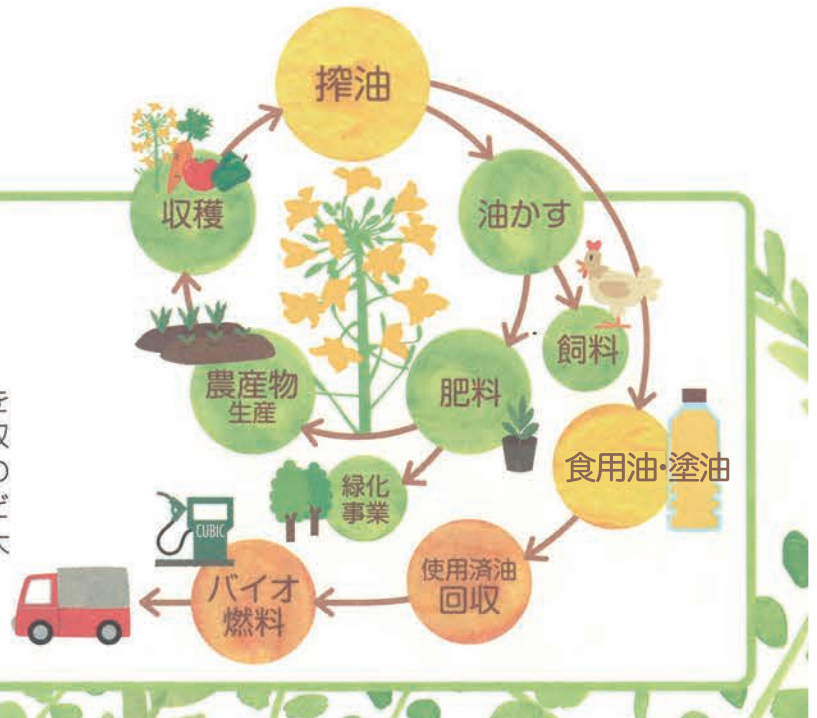 搾油
収穫
油かす
飼料
農産物
生産
肥料
食用油・塗油
緑化
事業
CUBIC
使用済油
回収
バイオ
燃料